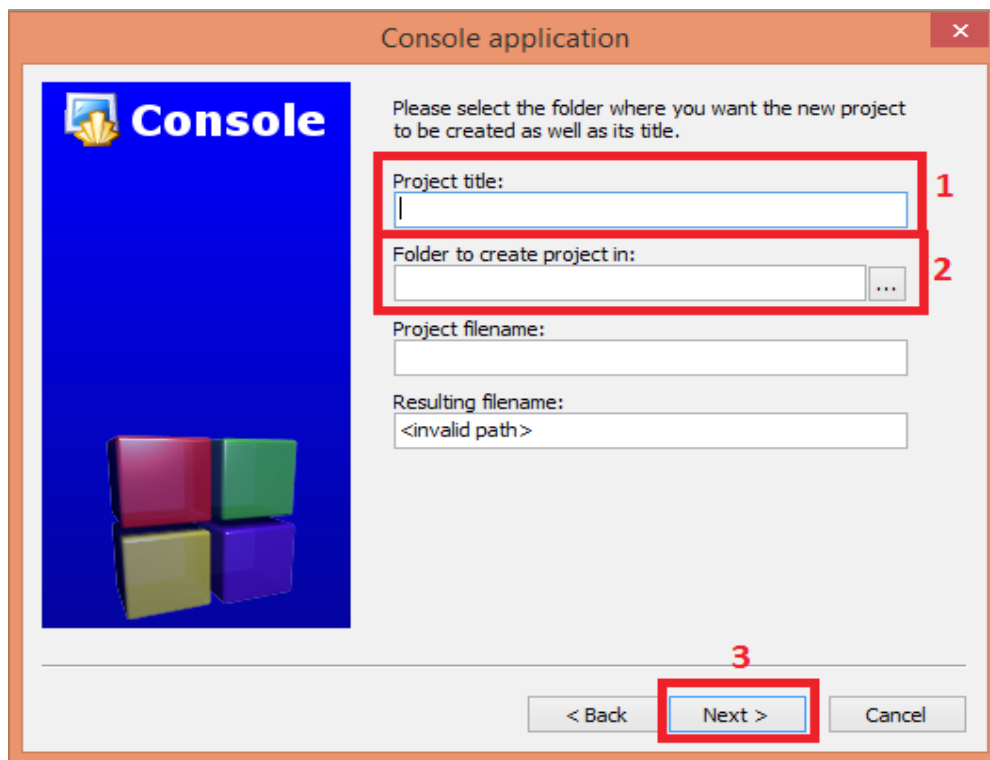 Console application
Console
Please select the folder where you want the new project
to be created as well as its title.
Project title:
1
Folder to create project in:
...
2
Project filename:
Resulting filename:
<invalid path>
3
< Back
Next >
Cancel